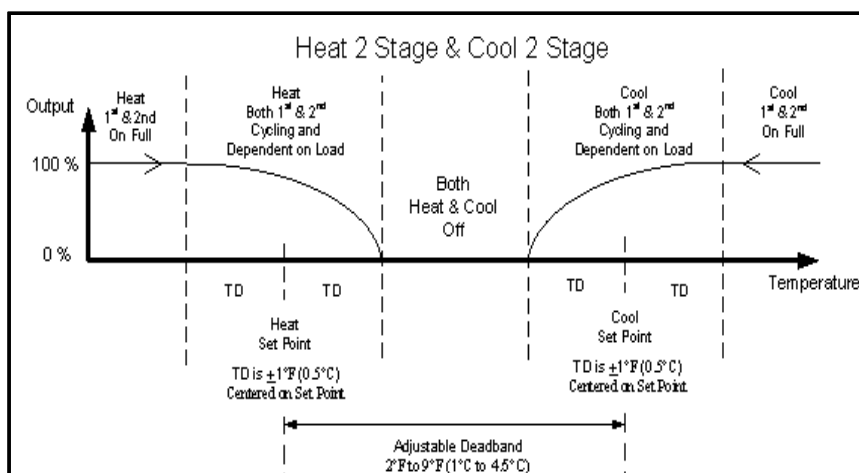 Heat 2 Stage & Cool 2 Stage
Output
Heat
1st & 2nd
On Full
Heat
Both 1st & 2nd
Cycling and
Dependent on Load
Cool
Both 1st & 2nd
Cycling and
Dependent on Load
Cool
1st & 2nd
On Full
100 %
Both
Heat & Cool
Off
0 %
Temperature
TD
TD
TD
TD
Heat
Set Point
Cool
Set Point
TD is ±1°F(0.5°C)
Centered on Set Point
TD is ±1°F(0.5°C)
Centered on Set Point
Adjustable Deadband
2°F to 9°F (1°C to 4.5°C)